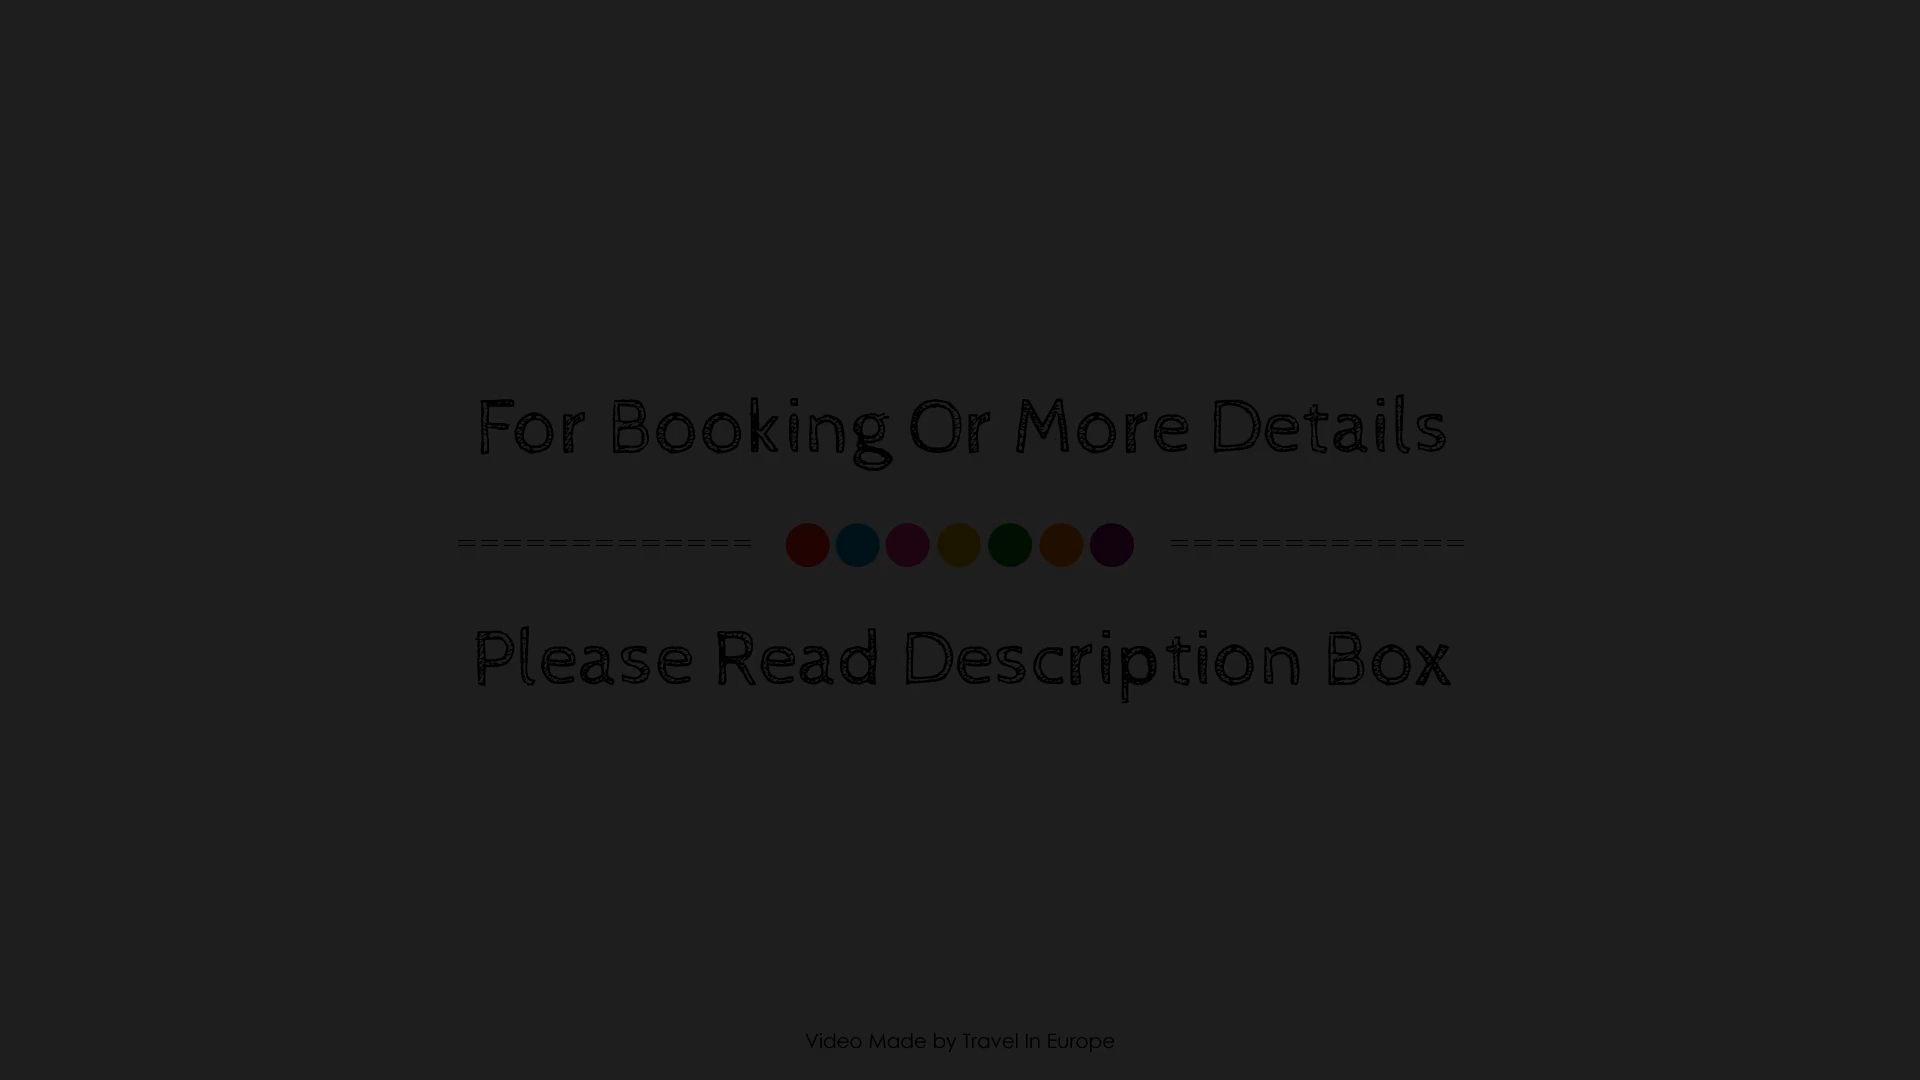 For Booking Or More Details
============= =============
Please Read Description Box
Video Made by Travel In Europe